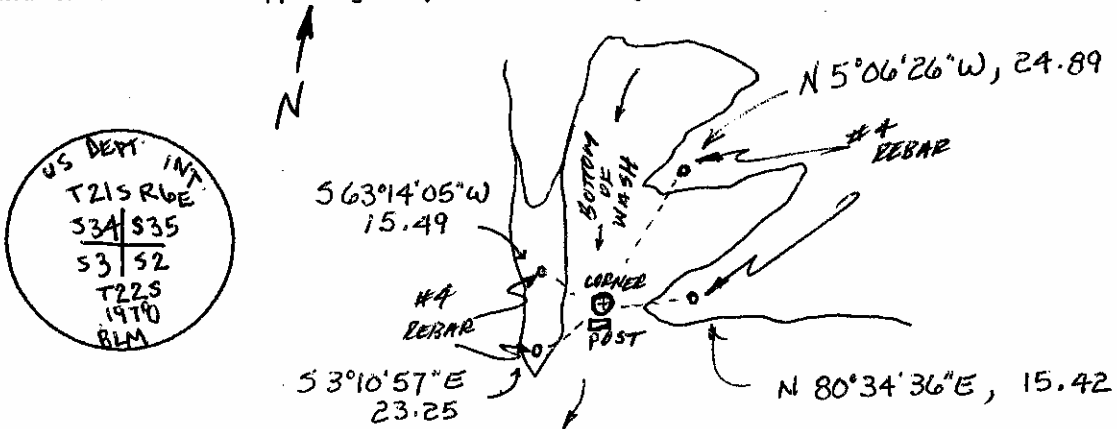 N
US DEPT INT
T21S R6E
S34 S35
S3 S2
T22S
1970
BLM
S 63°14'05"W
15.49
#4
REBAR
S 3°10'57"E
23.25
BOTTOM
OF
WASH
CORNER
POST
N 5°06'26"W, 24.89
#4
REBAR
N 80°34'36"E, 15.42